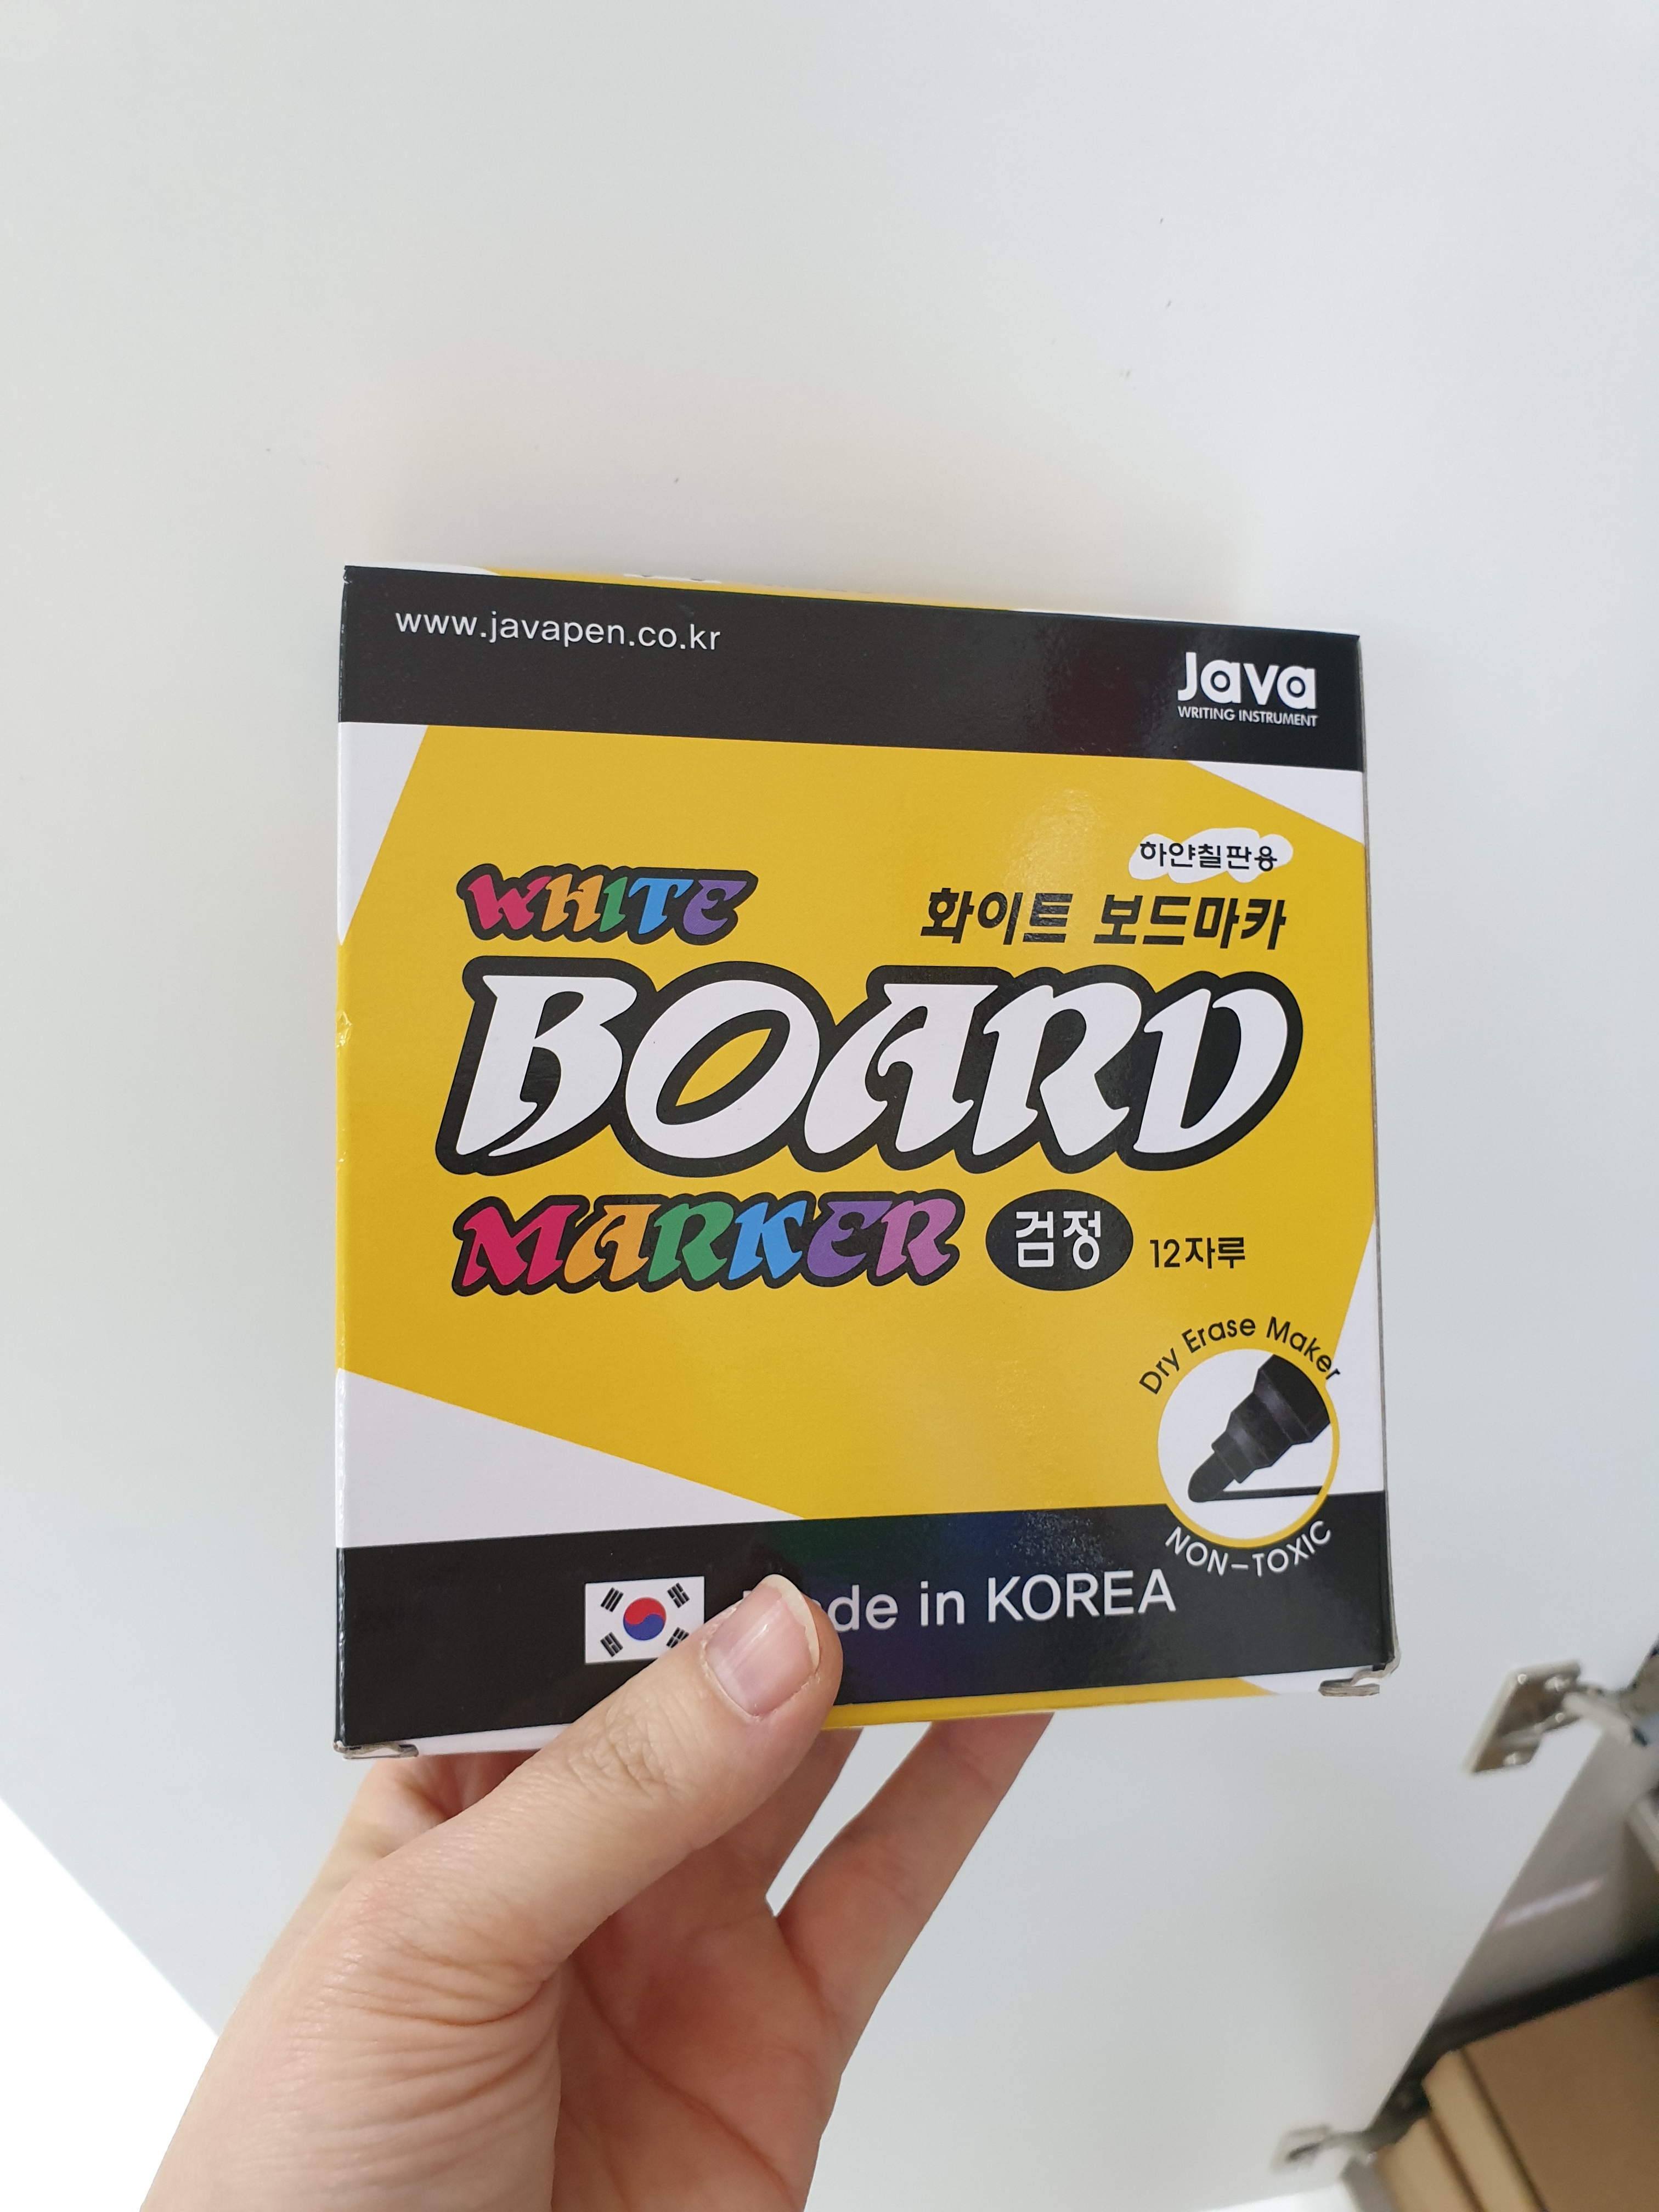 www.javapen.co.kr
Java
WRITING INSTRUMENT
하얀칠판용
WHITE
화이트 보드마카
BOARD
MARKER
검정
12자루
Dry Erase Maker
NON-TOXIC
in KOREA